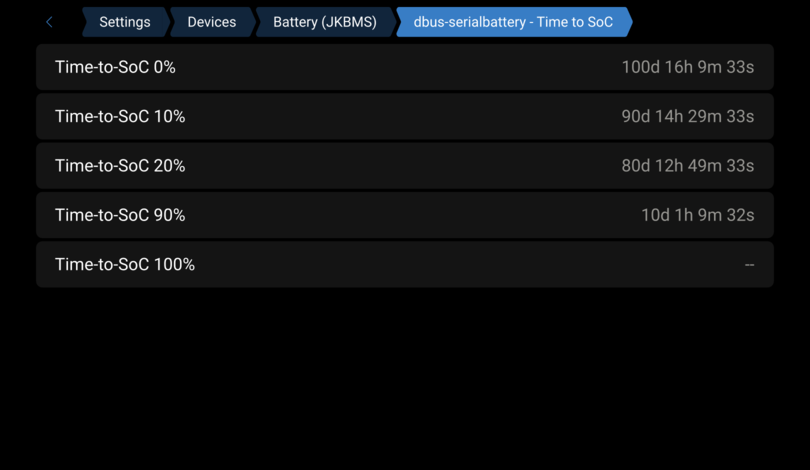 Settings Devices Battery (JKBMS) dbus-serialbattery - Time to SoC
Time-to-SoC 0% 100d 16h 9m 33s
Time-to-SoC 10% 90d 14h 29m 33s
Time-to-SoC 20% 80d 12h 49m 33s
Time-to-SoC 90% 10d 1h 9m 32s
Time-to-SoC 100% --